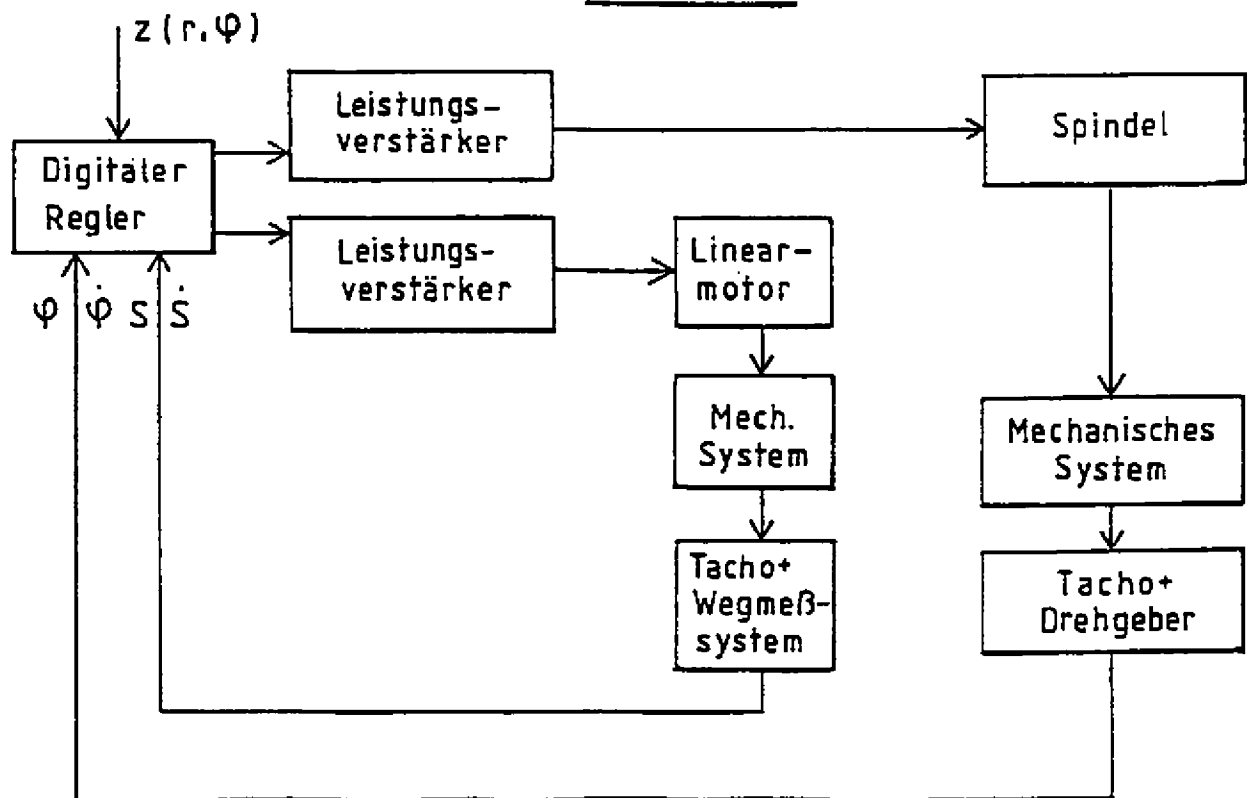 z(r,φ)
Leistungs-
verstärker
Spindel
Digitaler
Regler
Leistungs-
verstärker
Linear-
motor
φ φ̇ S Ṡ
Mech.
System
Mechanisches
System
Tacho+
Wegmeß-
system
Tacho+
Drehgeber